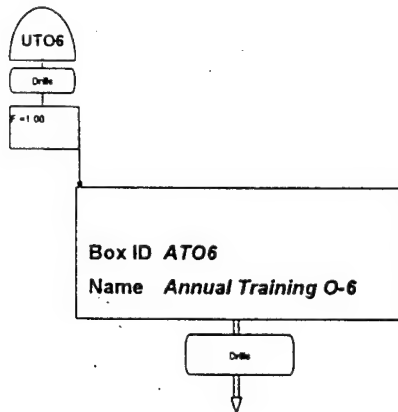 UTO6
Drills
F =1.00
Box ID ATO6
Name Annual Training O-6
Drills